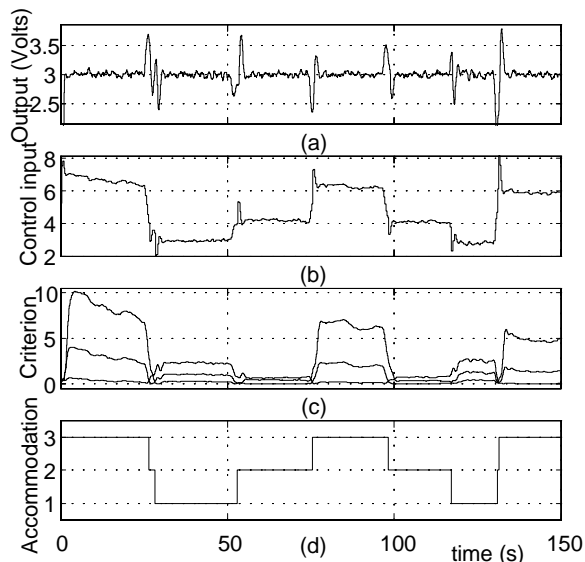 Output (Volts)
3.5
3
2.5
(a)
Control input
8
6
4
2
(b)
Criterion
10
5
0
(c)
Accommodation
3
2
1
0
50
(d)
100
time (s)
150